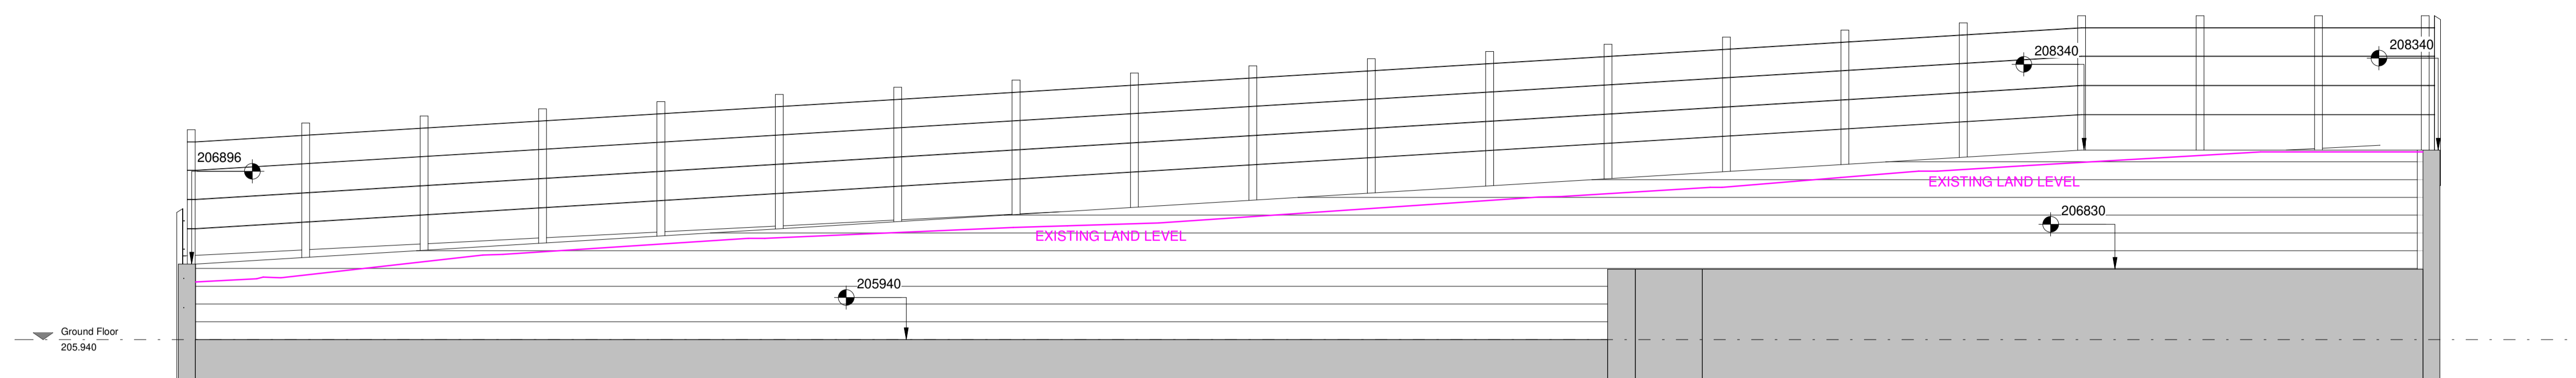 208340
208340
206896
EXISTING LAND LEVEL
206830
EXISTING LAND LEVEL
205940
Ground Floor
205.940